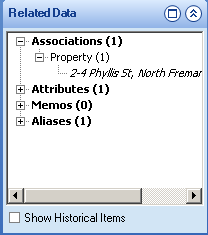 Related Data
Associations (1)
Property (1)
2-4 Phyllis St, North Fremar
Attributes (1)
Memos (0)
Aliases (1)
Show Historical Items